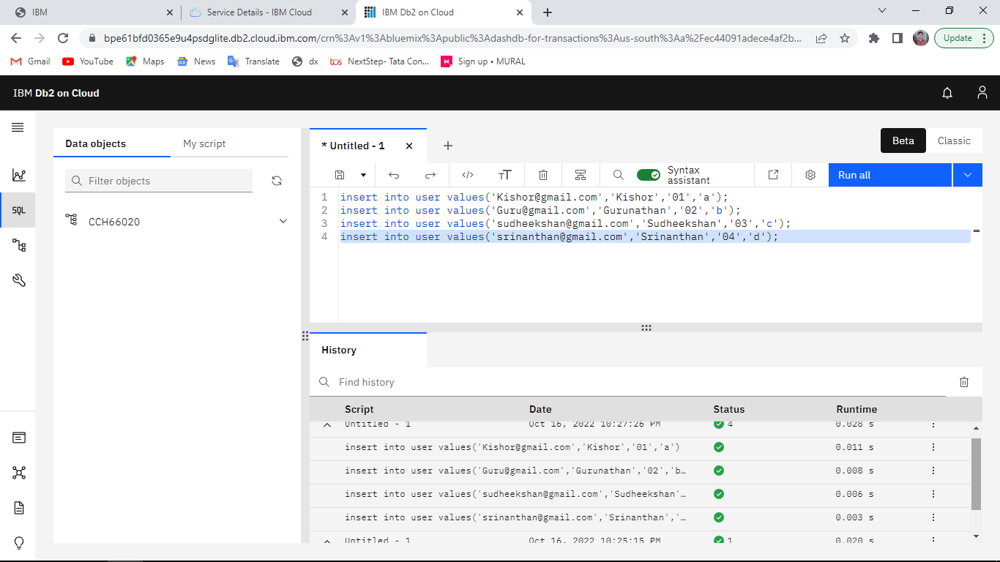 IBM
Service Details - IBM Cloud
IBM Db2 on Cloud
bpe61bfd0365e9u4psdglite.db2.cloud.ibm.com/crn%3Av1%3Abluemix%3Apublic%3Adashdb-for-transactions%3Aus-south%3Aa%2Fec44091adece4af2b...
Update
Gmail
YouTube
Maps
News
Translate
dx
tcs NextStep- Tata Con...
M Sign up • MURAL
IBM Db2 on Cloud
Data objects
My script
Filter objects
CCH66020
* Untitled - 1
Beta
Classic
SQL
Syntax
assistant
Run all
1 insert into user values('Kishor@gmail.com','Kishor','01','a');
2 insert into user values('Guru@gmail.com','Gurunathan','02','b');
3 insert into user values('sudheekshan@gmail.com','Sudheekshan','03','c');
4 insert into user values('srinanthan@gmail.com','Srinanthan','04','d');
History
Find history
Script Date Status Runtime
Untitled - 1 Oct 16, 2022 10:27:26 PM 4 0.028 s
insert into user values('Kishor@gmail.com','Kishor','01','a') 0.011 s
insert into user values('Guru@gmail.com','Gurunathan','02','b… 0.008 s
insert into user values('sudheekshan@gmail.com','Sudheekshan'… 0.006 s
insert into user values('srinanthan@gmail.com','Srinanthan','… 0.003 s
Untitled - 1 Oct 16, 2022 10:25:15 PM 1 0.020 s